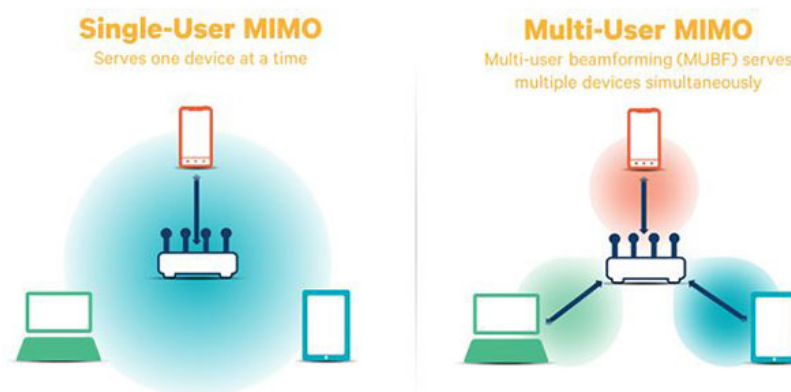 Single-User MIMO
Serves one device at a time
Multi-User MIMO
Multi-user beamforming (MUBF) serves
multiple devices simultaneously